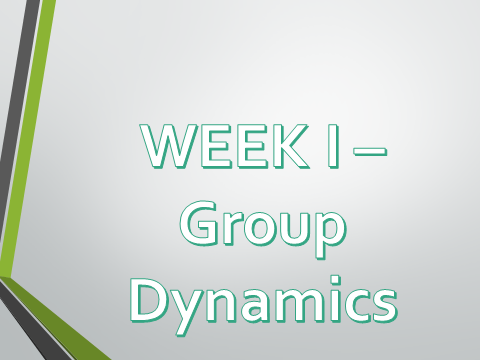 WEEK I –
Group
Dynamics